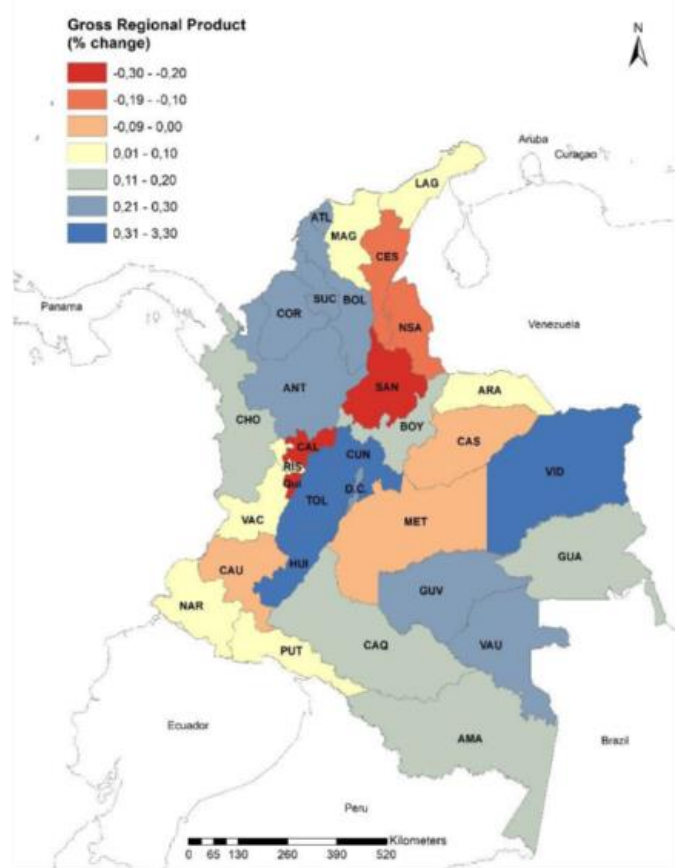 Gross Regional Product
(% change)
-0,30 - -0,20
-0,19 - -0,10
-0,09 - 0,00
0,01 - 0,10
0,11 - 0,20
0,21 - 0,30
0,31 - 3,30
N
Aruba
Curaçao
LAG
ATL
MAG
CES
Panama
SUC
BOL
COR
NSA
Venezuela
ANT
SAN
ARA
CHO
BOY
CAL
CAS
CUN
RIS
VID
QUI
D.C.
TOL
VAC
MET
GUA
HUI
CAU
GUV
NAR
VAU
CAQ
PUT
Ecuador
AMA
Brazil
Peru
Kilometers
0 65 130 260 390 520